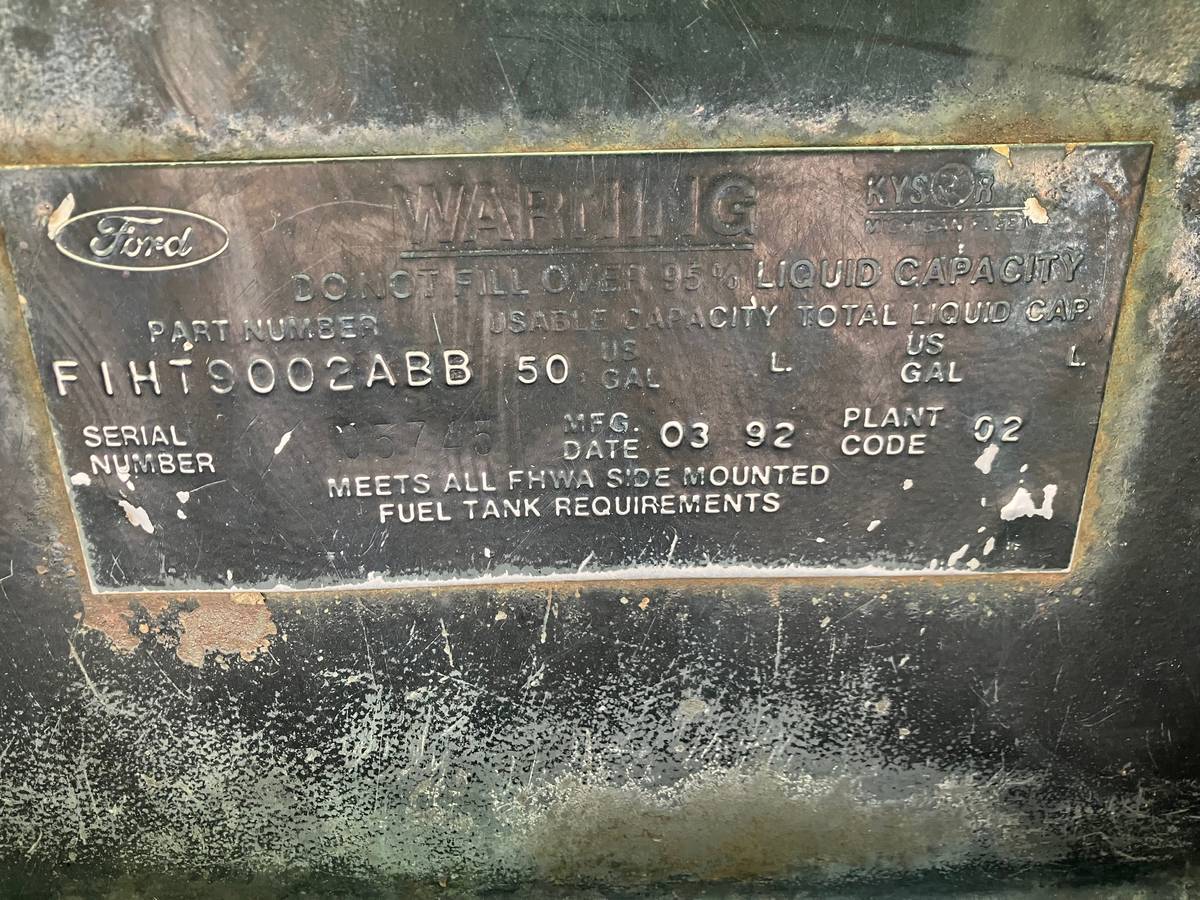 Ford
WARNING
KYSOR
DO NOT FILL OVER 95% LIQUID CAPACITY
PART NUMBER USABLE CAPACITY TOTAL LIQUID CAP.
F1HT9002ABB 50 US GAL L. US GAL L.
SERIAL NUMBER MFG. DATE 03 92 PLANT CODE 02
MEETS ALL FHWA SIDE MOUNTED
FUEL TANK REQUIREMENTS